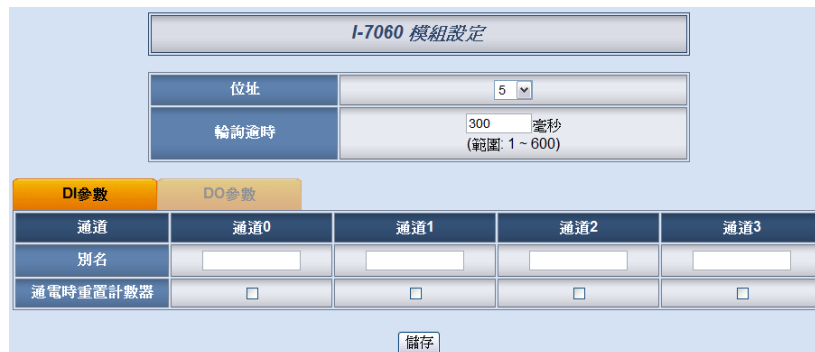 I-7060 模組設定
位址 5
輪詢逾時 300 毫秒
(範圍: 1 ~ 600)
DI參數 DO參數
通道 通道0 通道1 通道2 通道3
別名
通電時重置計數器
儲存